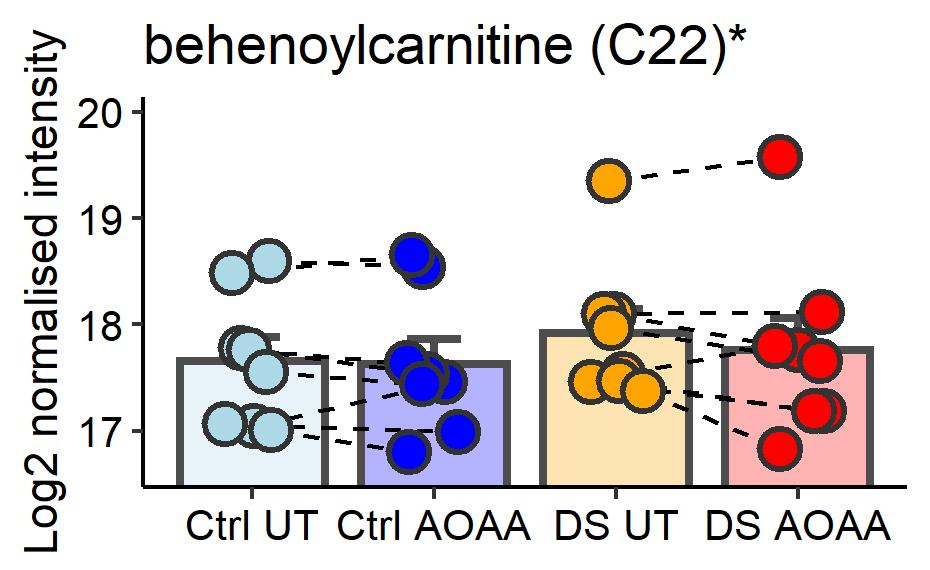 behenoylcarnitine (C22)*
Log2 normalised intensity
20
19
18
17
Ctrl UT Ctrl AOAA DS UT DS AOAA